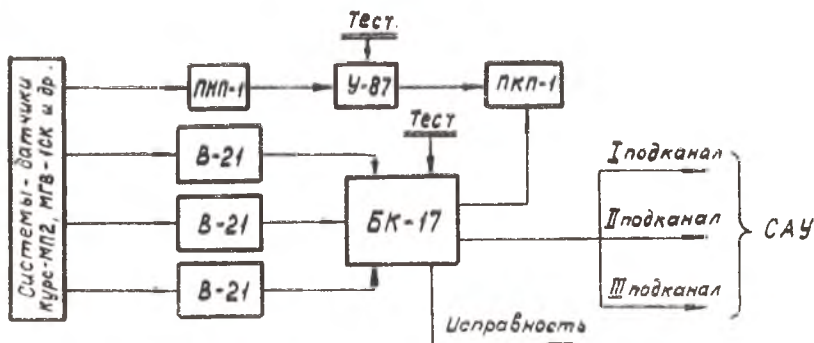 Тест.
Системы-датчики
курс-МП2, МГВ-1СК и др.
ПНП-1
У-87
ПКП-1
Тест
В-21
В-21
В-21
БК-17
I подканал
II подканал
III подканал
САУ
Исправность